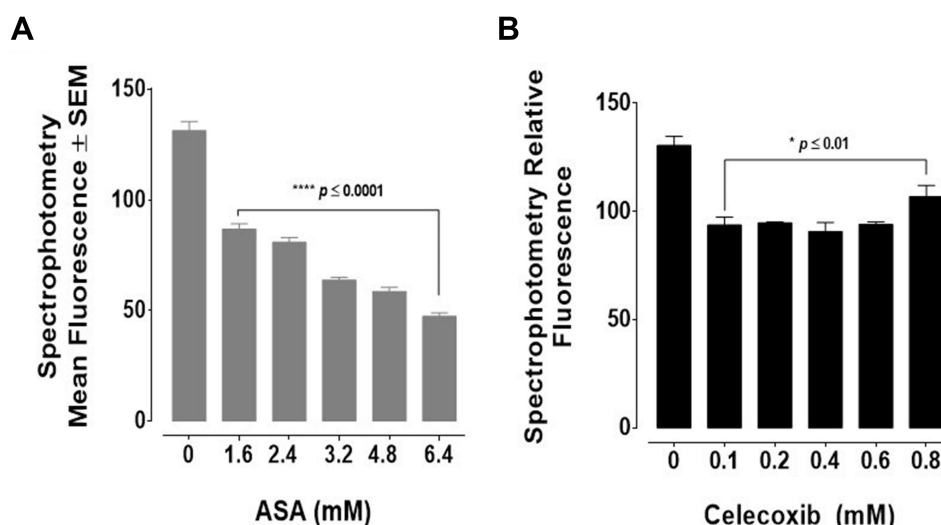 A
Spectrophotometry
Mean Fluorescence ± SEM
150
100
50
0
**** p ≤ 0.0001
0 1.6 2.4 3.2 4.8 6.4
ASA (mM)
B
Spectrophotometry Relative
Fluorescence
150
100
50
0
* p ≤ 0.01
0 0.1 0.2 0.4 0.6 0.8
Celecoxib (mM)